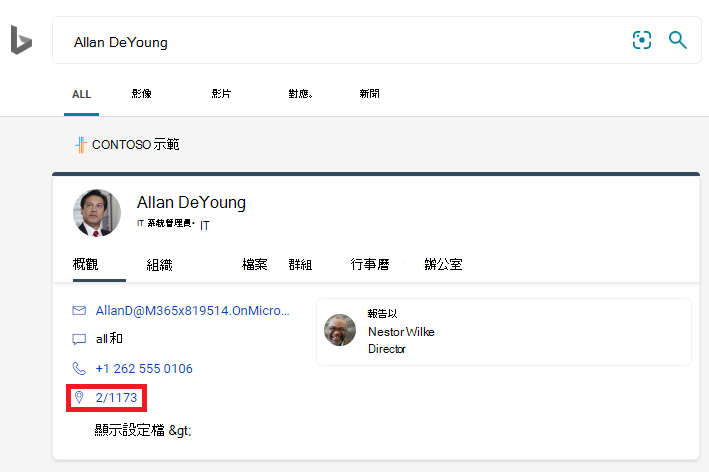 Allan DeYoung
ALL 影像 影片 對應。 新聞
CONTOSO 示範
Allan DeYoung
IT 系統管理員· IT
概觀 組織 檔案 群組 行事曆 辦公室
AllanD@M365x819514.OnMicro...
all 和
+1 262 555 0106
2/1173
顯示設定檔 &gt;
報告以
Nestor Wilke
Director